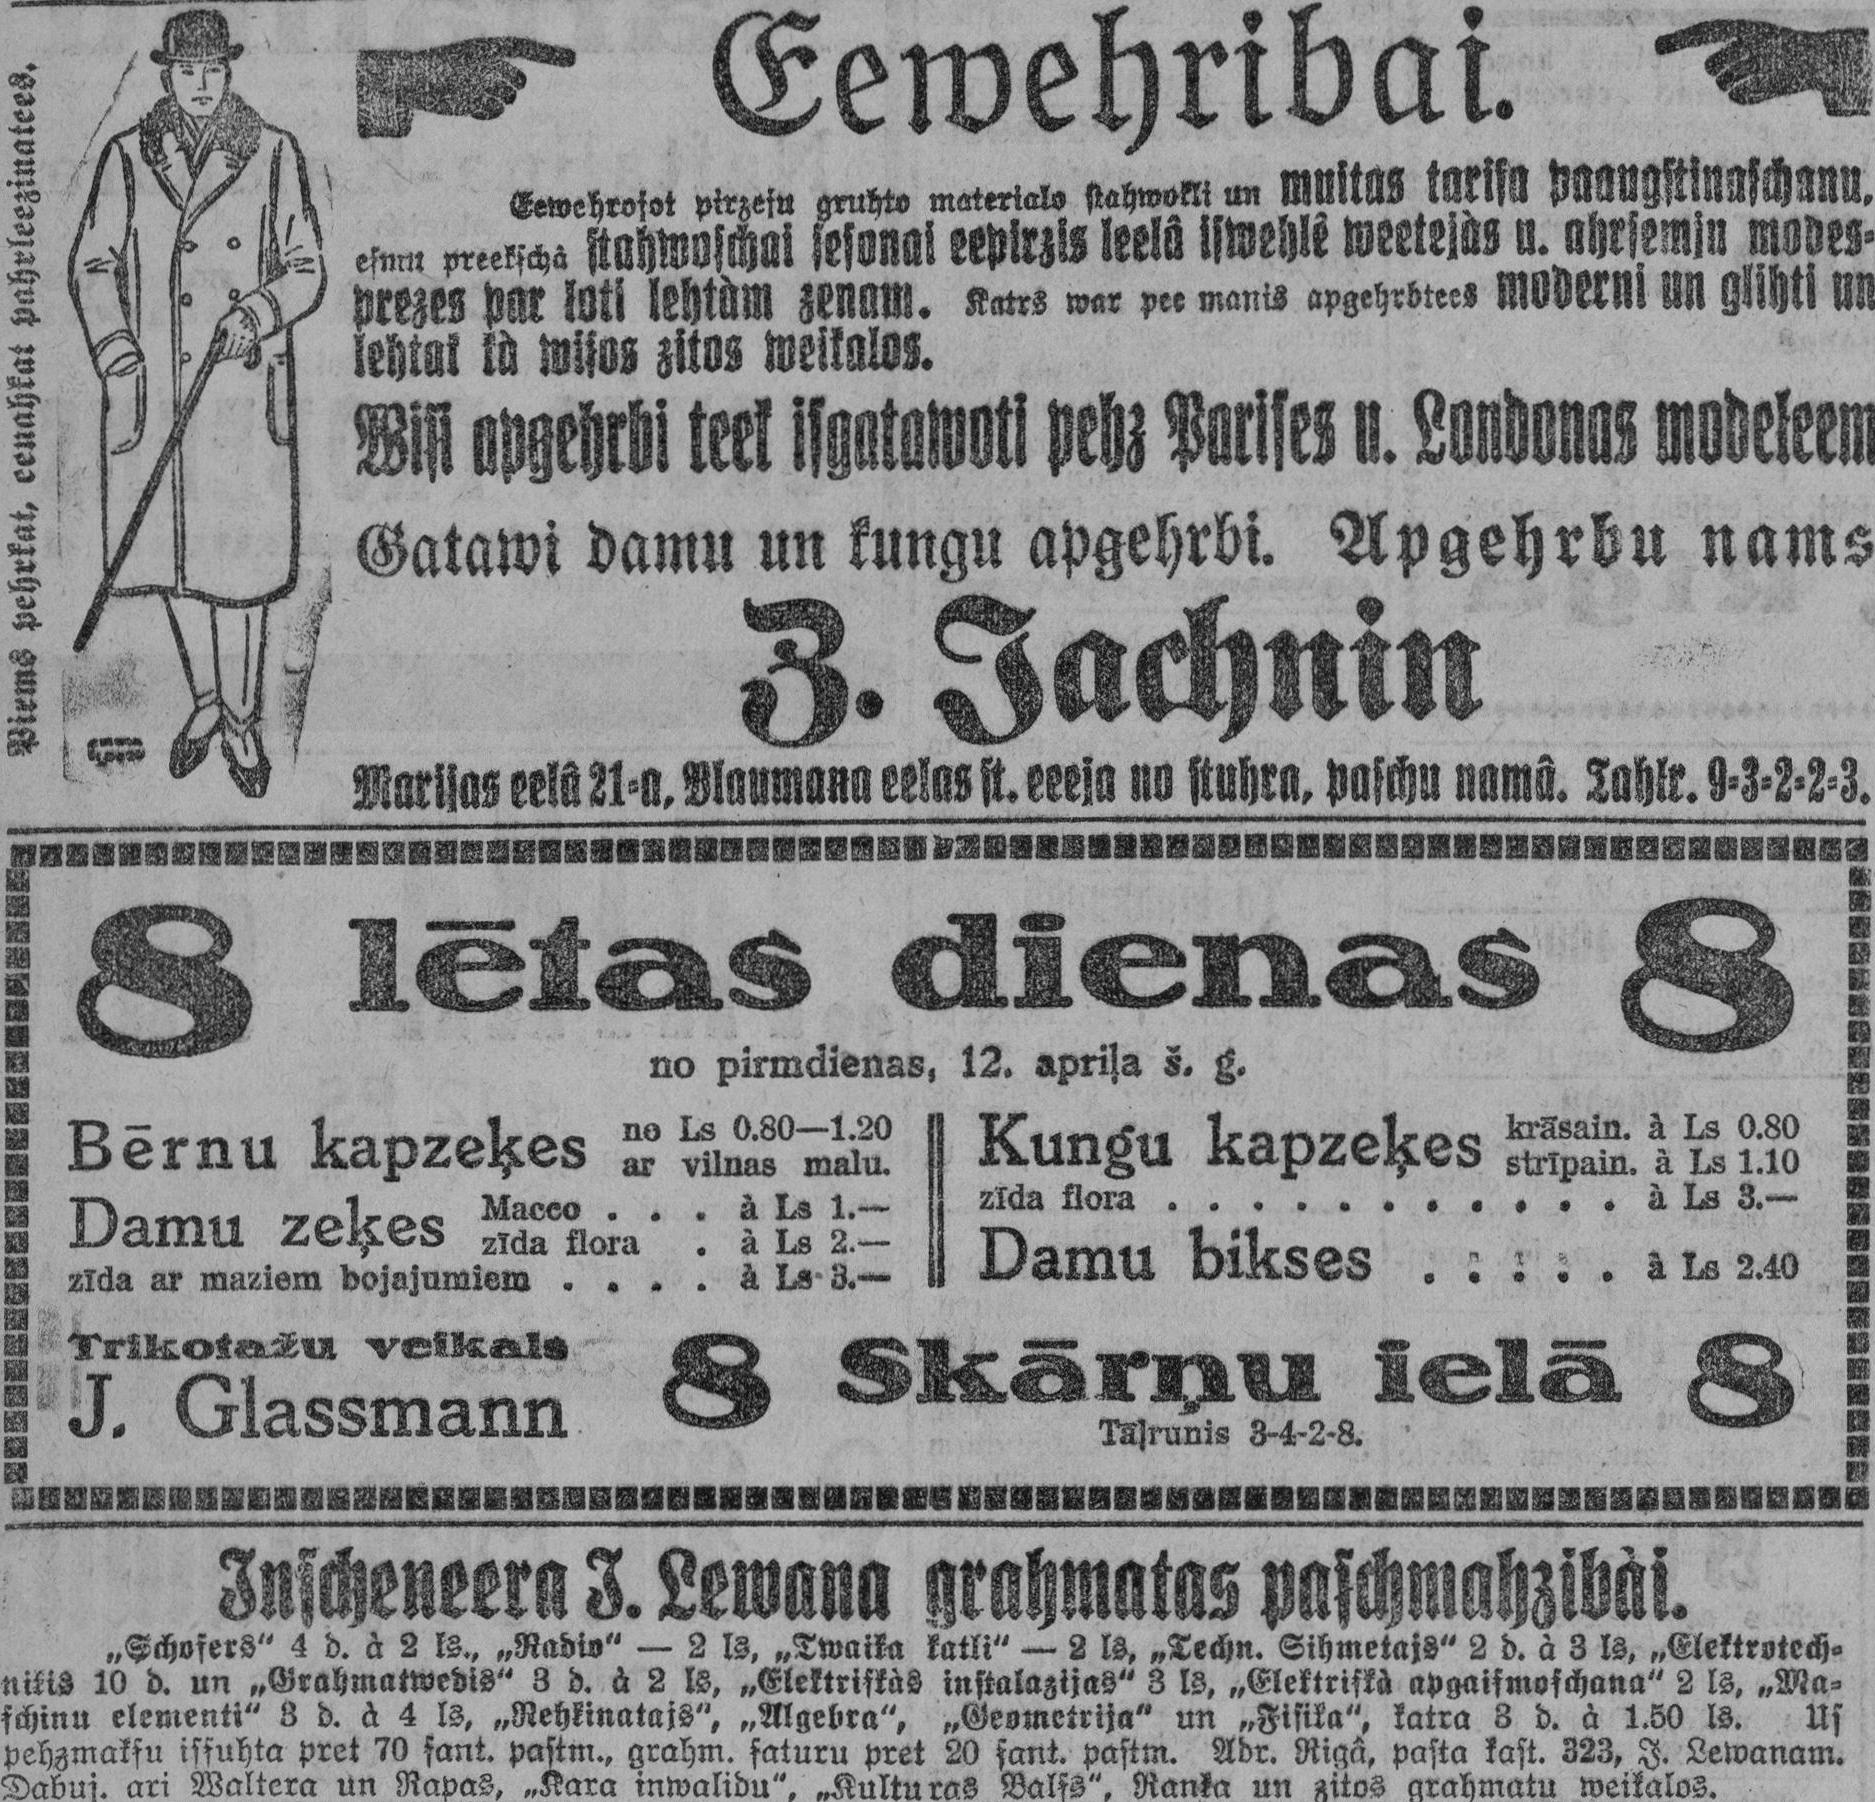 Pirms pehrkat, eenahkat pahrleezinatees.
Eewehribai.
Eewehrojot pirzeju gruhto materialo stahwokli un muitas tarifa paaugstinaschanu,
esmu preekschâ stahwoschai sesonai eepirzis leelâ iswehlê weetejàs u. ahrsemju modes-
prezes par loti lehtàm zenam. Katrs war pee manis apgehrbtees moderni un glihti un
lehtak kà wisos zitos weikalos.
Wisi apgehrbi teek isgatawoti pehz Parises u. Londonas modeleem
Gatawi damu un kungu apgehrbi. Apgehrbu nams
Z. Jachnin
Marijas eelâ 21-a, Blaumana eelas st. eeeja no stuhra, paschu namâ. Tahlr. 9-3-2-2-3.
8 lētas dienas 8
no pirmdienas, 12. apriļa š. g.
Bērnu kapzeķes no Ls 0.80—1.20
ar vilnas malu.
Damu zeķes Macco . . . à Ls 1.—
zīda flora . à Ls 2.—
zīda ar maziem bojajumiem . . . . à Ls 3.—
Kungu kapzeķes krāsain. à Ls 0.80
strīpain. à Ls 1.10
zīda flora . . . . . . . . . . . . à Ls 3.—
Damu bikses . . . . . à Ls 2.40
Trikotažu veikals
J. Glassmann
8 Skārņu ielā 8
Tāļrunis 3-4-2-8.
Inscheneera J. Lewana grahmatas paschmahzibài.
„Schofers“ 4 d. à 2 ls., „Radio“ — 2 ls, „Twaika katli“ — 2 ls, „Techn. Sihmetajs“ 2 d. à 3 ls, „Elektrotech-
nikis 10 d. un „Grahmatwedis“ 3 d. à 2 ls, „Elektriskàs instalazijas“ 3 ls, „Elektriskà apgaismoschana“ 2 ls, „Ma-
schinu elementi“ 3 d. à 4 ls, „Rehkinatajs“, „Algebra“, „Geometrija“ un „Fisika“, katra 3 d. à 1.50 ls. Us
pehzmaksu issuhta pret 70 sant. pastm., grahm. saturu pret 20 sant. pastm. Adr. Rigâ, pasta kast. 323, J. Lewanam.
Dabuj. ari Waltera un Rapas, „Kara inwalidu“, „Kulturas Balss“, Ranka un zitos grahmatu weikalos.